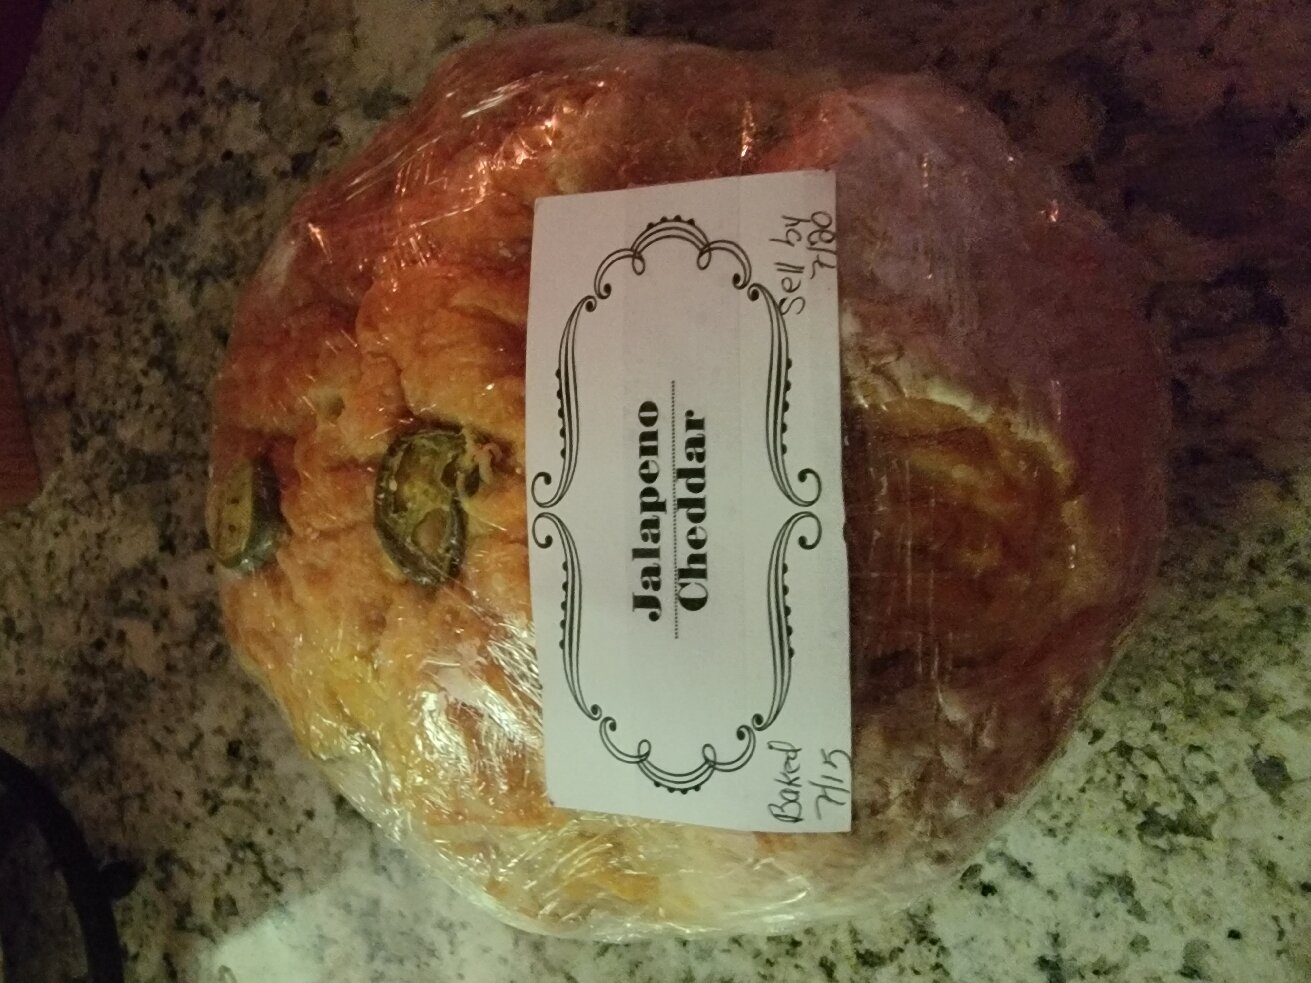 Jalapeno
Cheddar
Baked
7/15
Sell by
7/20